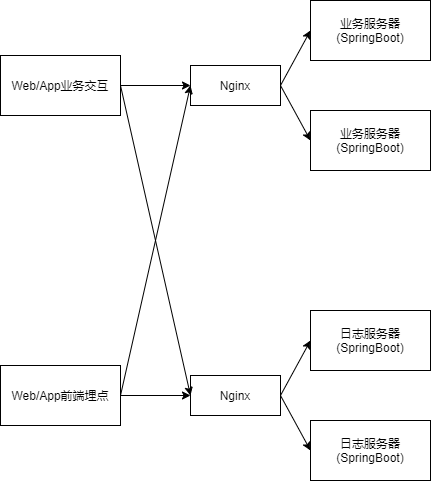 业务服务器
(SpringBoot)
Web/App业务交互
Nginx
业务服务器
(SpringBoot)
日志服务器
(SpringBoot)
Web/App前端埋点
Nginx
日志服务器
(SpringBoot)